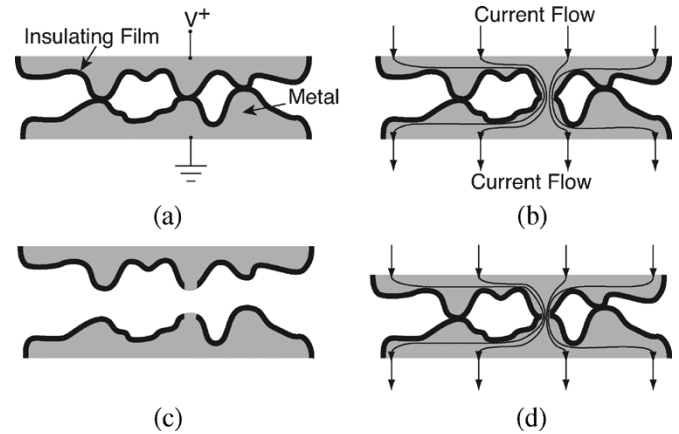 V+
Insulating Film
Metal
(a)
Current Flow
Current Flow
(b)
(c)
(d)